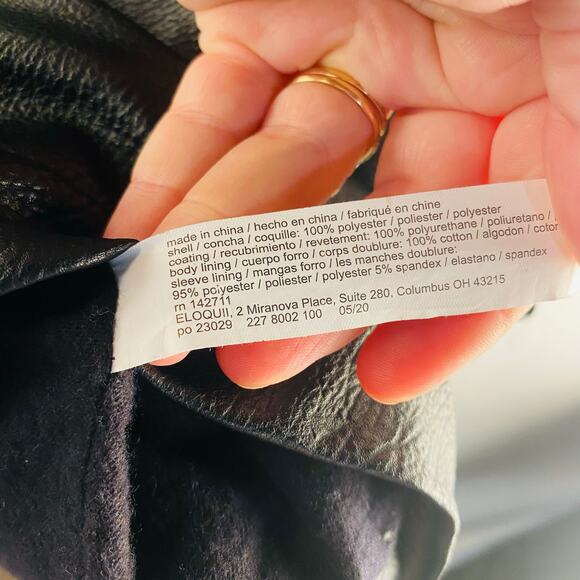 made in china / hecho en china / fabriqué en chine
shell / concha / coquille: 100% polyester / poliester / polyester
coating / recubrimiento / revetement: 100% polyurethane / poliuretano /
body lining / cuerpo forro / corps doublure: 100% cotton / algodon / coton
sleeve lining / mangas forro / les manches doublure:
95% polyester / poliester / polyester 5% spandex / elastano / spandex
rn 142711
ELOQUII, 2 Miranova Place, Suite 280, Columbus OH 43215
po 23029 227 8002 100 05/20